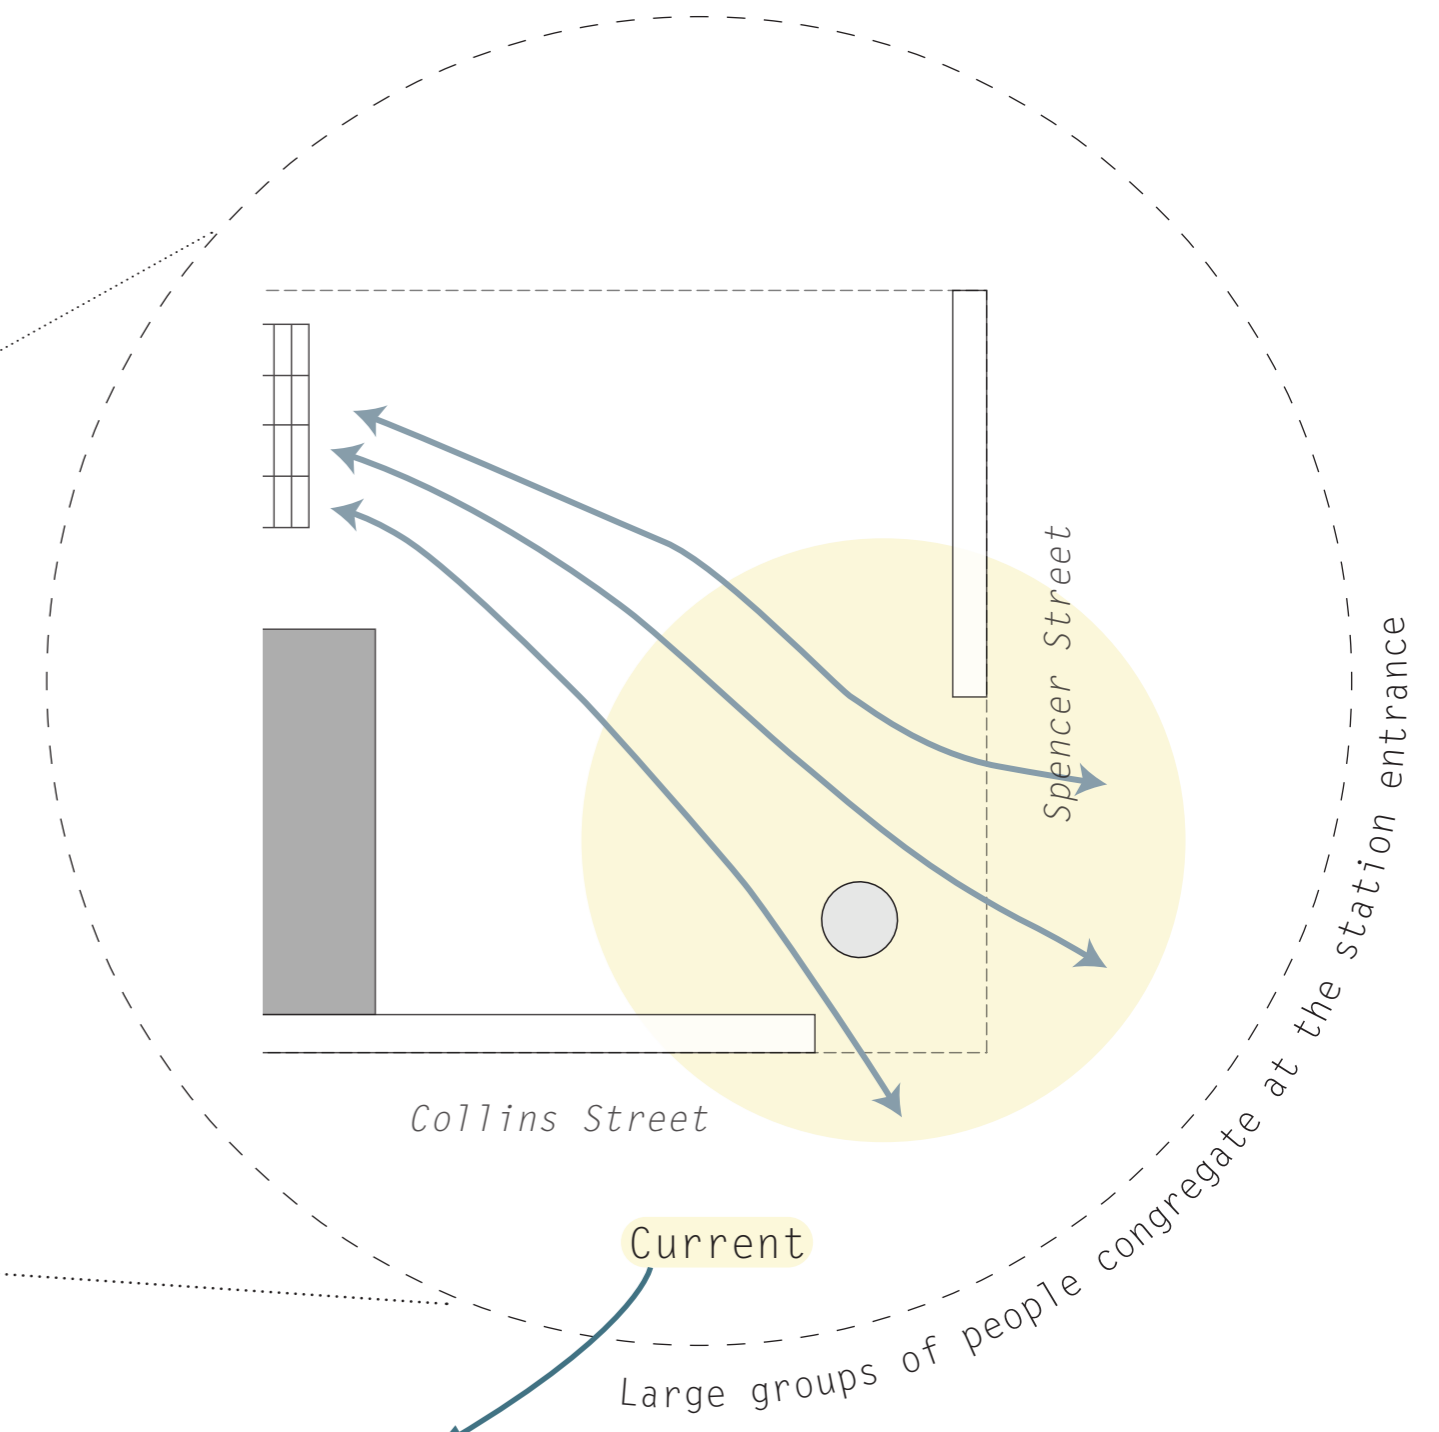 Spencer Street
Collins Street
Current
Large groups of people congregate at the station entrance